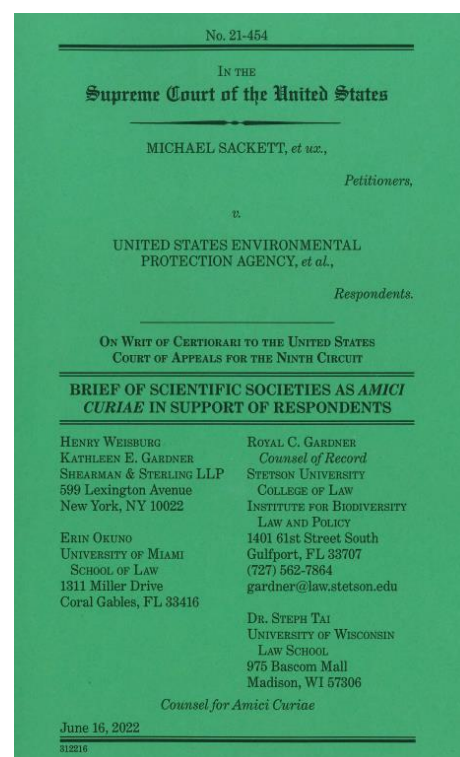 No. 21-454
IN THE
Supreme Court of the United States
MICHAEL SACKETT, et ux.,
Petitioners,
v.
UNITED STATES ENVIRONMENTAL
PROTECTION AGENCY, et al.,
Respondents.
ON WRIT OF CERTIORARI TO THE UNITED STATES
COURT OF APPEALS FOR THE NINTH CIRCUIT
BRIEF OF SCIENTIFIC SOCIETIES AS AMICI
CURIAE IN SUPPORT OF RESPONDENTS
HENRY WEISBURG
KATHLEEN E. GARDNER
SHEARMAN & STERLING LLP
599 Lexington Avenue
New York, NY 10022
ERIN OKUNO
UNIVERSITY OF MIAMI
SCHOOL OF LAW
1311 Miller Drive
Coral Gables, FL 33416
ROYAL C. GARDNER
Counsel of Record
STETSON UNIVERSITY
COLLEGE OF LAW
INSTITUTE FOR BIODIVERSITY
LAW AND POLICY
1401 61st Street South
Gulfport, FL 33707
(727) 562-7864
gardner@law.stetson.edu
DR. STEPH TAI
UNIVERSITY OF WISCONSIN
LAW SCHOOL
975 Bascom Mall
Madison, WI 57306
Counsel for Amici Curiae
June 16, 2022
312216